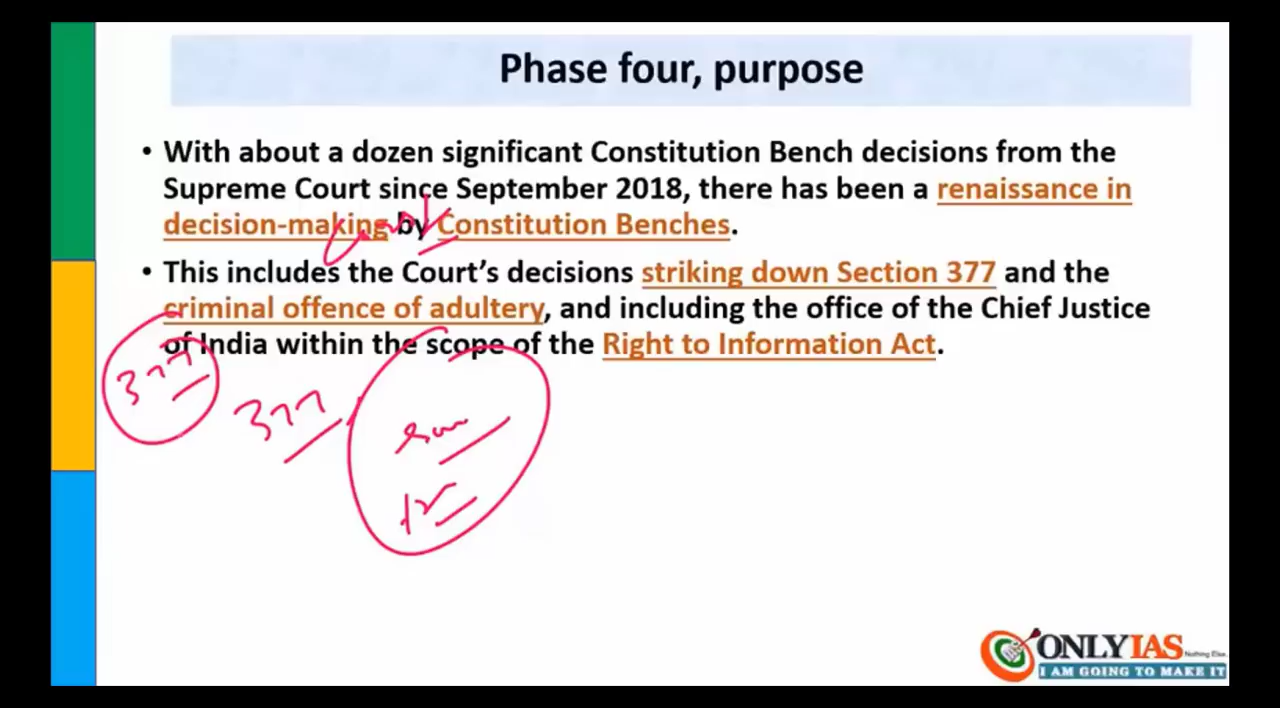 Phase four, purpose
• With about a dozen significant Constitution Bench decisions from the
Supreme Court since September 2018, there has been a renaissance in
decision-making by Constitution Benches.
• This includes the Court's decisions striking down Section 377 and the
criminal offence of adultery, and including the office of the Chief Justice
of India within the scope of the Right to Information Act.
377
377
ONLYIAS Nothing Else..
I AM GOING TO MAKE IT